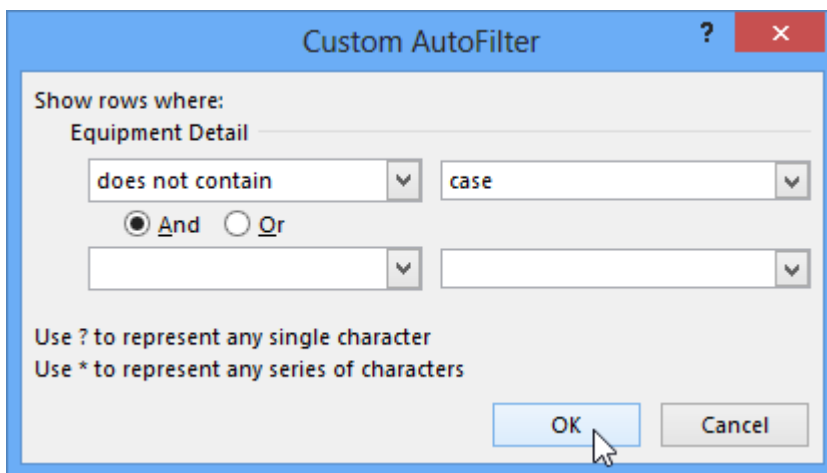 Custom AutoFilter ?
Show rows where:
Equipment Detail
does not contain case
And Or
Use ? to represent any single character
Use * to represent any series of characters
OK Cancel